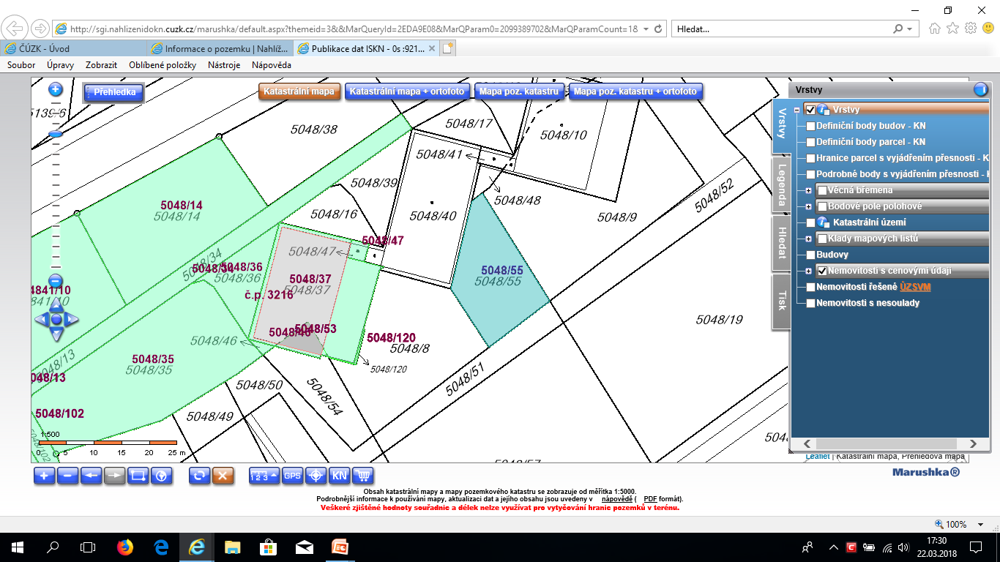 http://sgi.nahlizenidokn.cuzk.cz/marushka/default.aspx?themeid=3&&MarQueryId=2EDA9E08&MarQParam0=2099389702&MarQParamCount=1&
Hledat...
ČÚZK - Úvod
Informace o pozemku | Nahlíž...
Publikace dat ISKN - 0s :921...
Soubor Úpravy Zobrazit Oblíbené položky Nástroje Nápověda
Přehledka
Katastrální mapa
Katastrální mapa + ortofoto
Mapa poz. katastru
Mapa poz. katastru + ortofoto
5139/6
5048/38
5048/17
5048/10
5048/41
5048/39
5048/48
5048/52
5048/14
5048/14
5048/16
5048/40
5048/9
5048/47
5048/47
5048/34
5048/34
5048/36
5048/36
5048/37
5048/37
5048/55
5048/55
4841/10
841/10
č.p. 3216
5048/19
5048/46
5048/53
5048/46
5048/120
5048/8
5048/120
5048/35
5048/35
5048/13
048/13
5048/50
5048/54
5048/51
5048/102
5048/49
5048/102
5048/57
5048
1:500
0 5 10 15 20 25 m
Vrstvy
Vrstvy
Legenda
Hledat
Tisk
Vrstvy
Definiční body budov - KN
Definiční body parcel - KN
Hranice parcel s vyjádřením přesnosti - K
Podrobné body s vyjádřením přesnosti -
Věcná břemena
Bodové pole polohové
Katastrální území
Klady mapových listů
Budovy
Nemovitosti s cenovými údaji
Nemovitosti řešené ÚZSVM
Nemovitosti s nesoulady
Leaflet | Katastrální mapa, Přehledová mapa
1 2 3
GPS
KN
Marushka®
Obsah katastrální mapy a mapy pozemkového katastru se zobrazuje od měřítka 1:5000.
Podrobnější informace k používání mapy, aktualizaci dat a jejího obsahu jsou uvedeny v nápovědě ( PDF formát).
Veškeré zjištěné hodnoty souřadnic a délek nelze využívat pro vytyčování hranic pozemků v terénu.
100%
17:30
22.03.2018